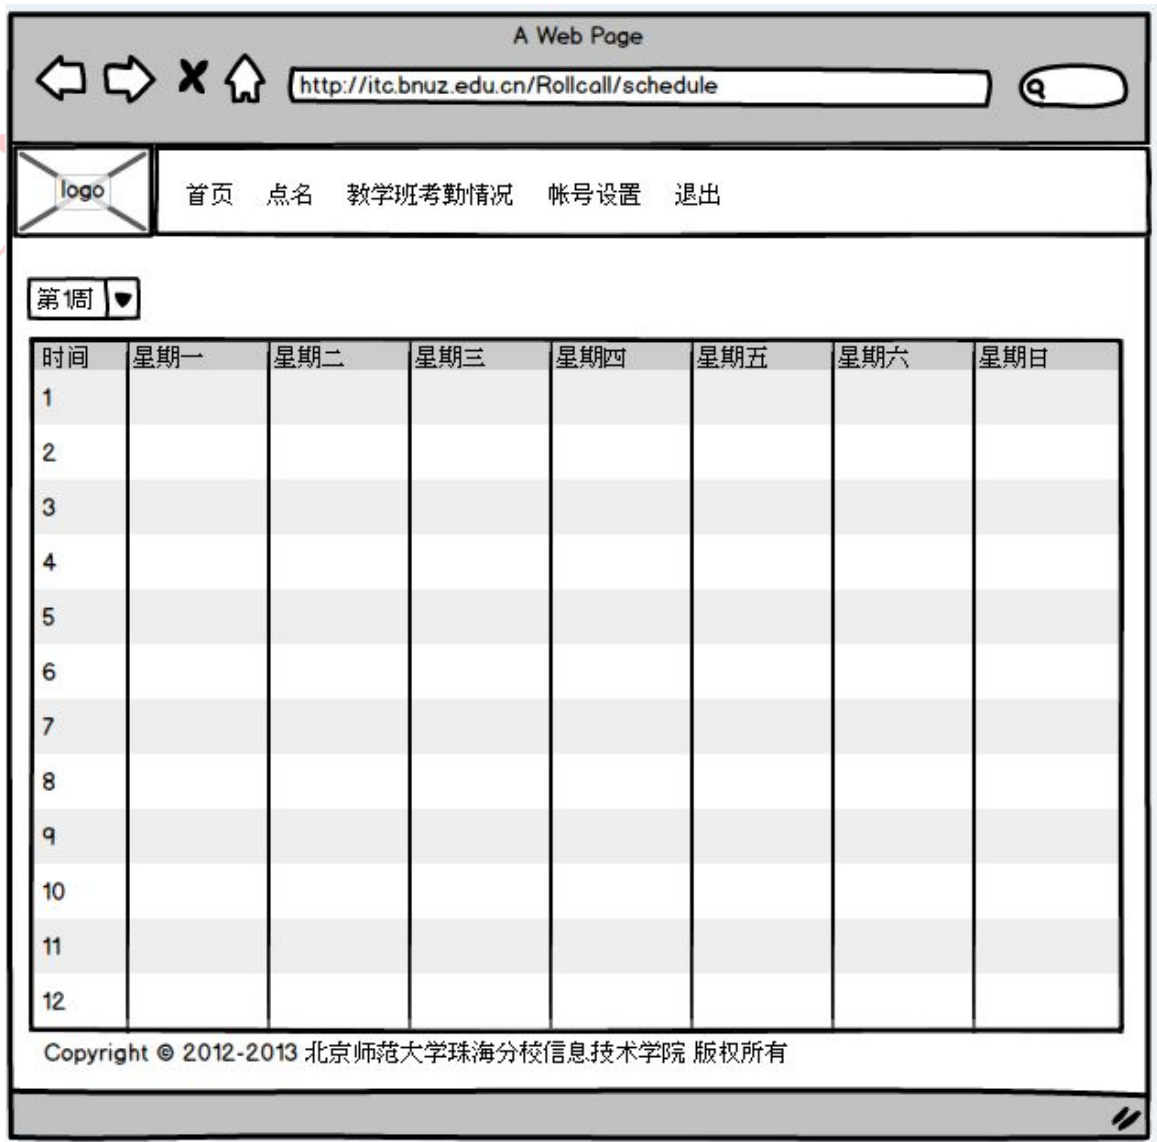 A Web Page
http://itc.bnuz.edu.cn/Rollcall/schedule
logo
首页 点名 教学班考勤情况 帐号设置 退出
第1周
时间 星期一 星期二 星期三 星期四 星期五 星期六 星期日
1
2
3
4
5
6
7
8
9
10
11
12
Copyright © 2012-2013 北京师范大学珠海分校信息技术学院 版权所有